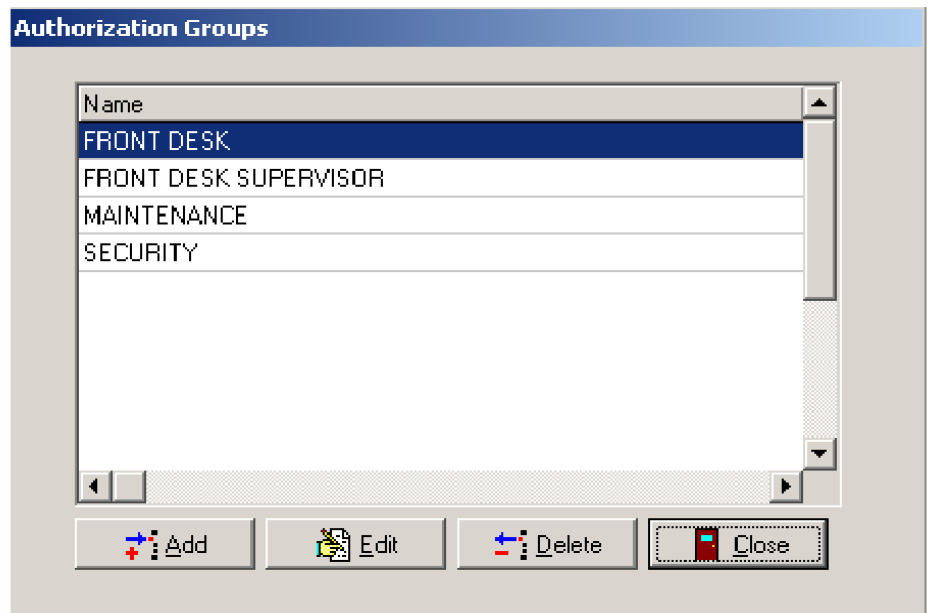 Authorization Groups
Name
FRONT DESK
FRONT DESK SUPERVISOR
MAINTENANCE
SECURITY
Add Edit Delete Close